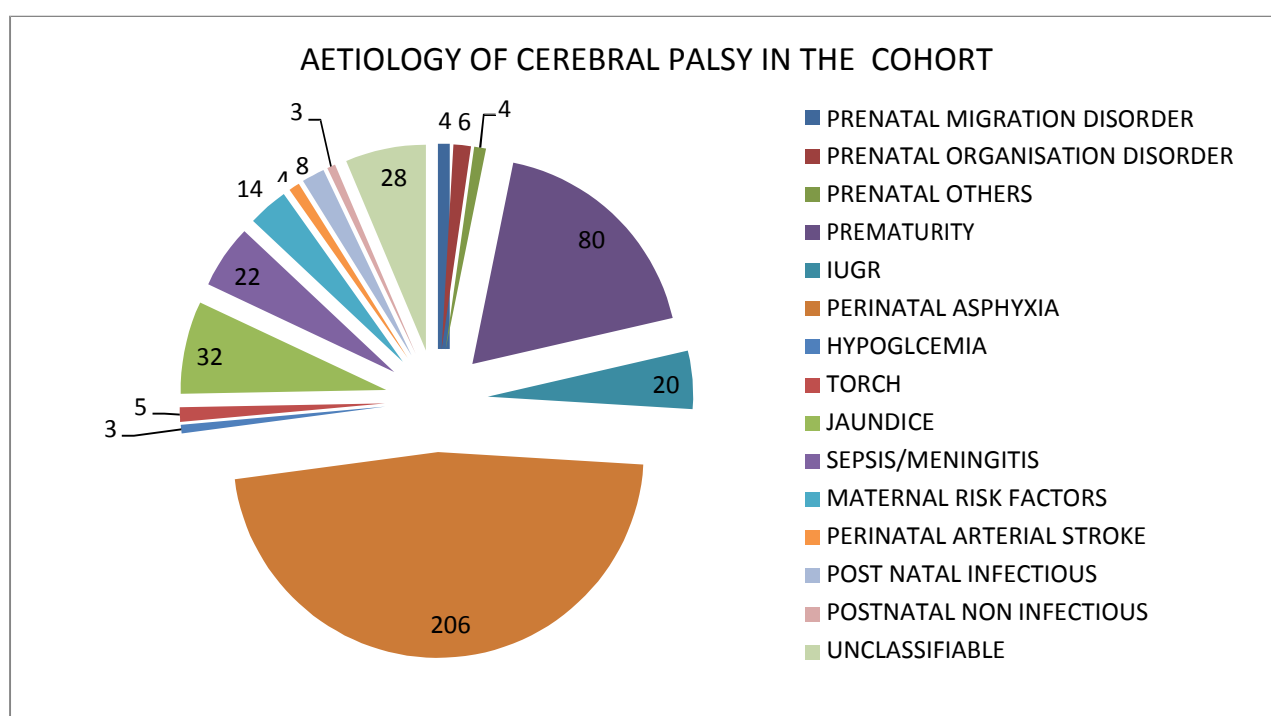 AETIOLOGY OF CEREBRAL PALSY IN THE COHORT
3
4
6
4
8
4
14
28
80
22
32
20
5
3
206
PRENATAL MIGRATION DISORDER
PRENATAL ORGANISATION DISORDER
PRENATAL OTHERS
PREMATURITY
IUGR
PERINATAL ASPHYXIA
HYPOGLCEMIA
TORCH
JAUNDICE
SEPSIS/MENINGITIS
MATERNAL RISK FACTORS
PERINATAL ARTERIAL STROKE
POST NATAL INFECTIOUS
POSTNATAL NON INFECTIOUS
UNCLASSIFIABLE